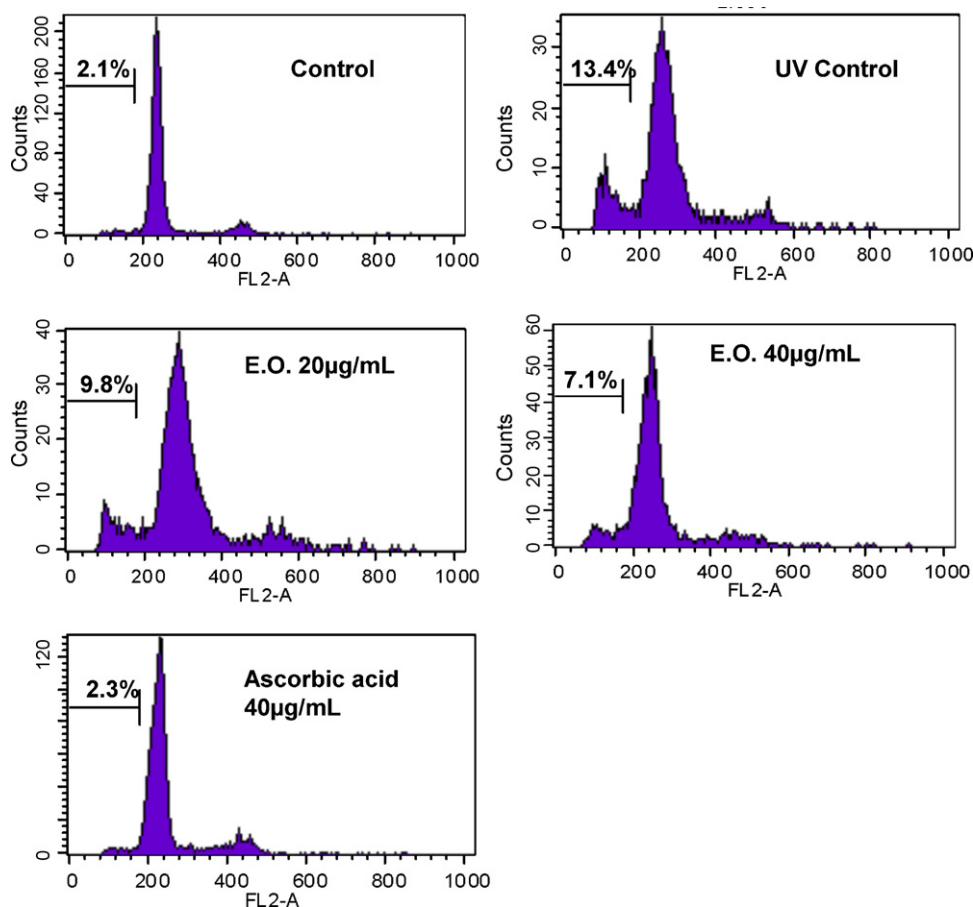 Control
2.1%
Counts
200
160
120
80
40
0
0 200 400 600 800 1000
FL2-A
UV Control
13.4%
Counts
30
20
10
0
0 200 400 600 800 1000
FL2-A
E.O. 20µg/mL
9.8%
Counts
40
30
20
10
0
0 200 400 600 800 1000
FL2-A
E.O. 40µg/mL
7.1%
Counts
60
50
40
30
20
10
0
0 200 400 600 800 1000
FL2-A
Ascorbic acid
40µg/mL
2.3%
120
0
0 200 400 600 800 1000
FL2-A